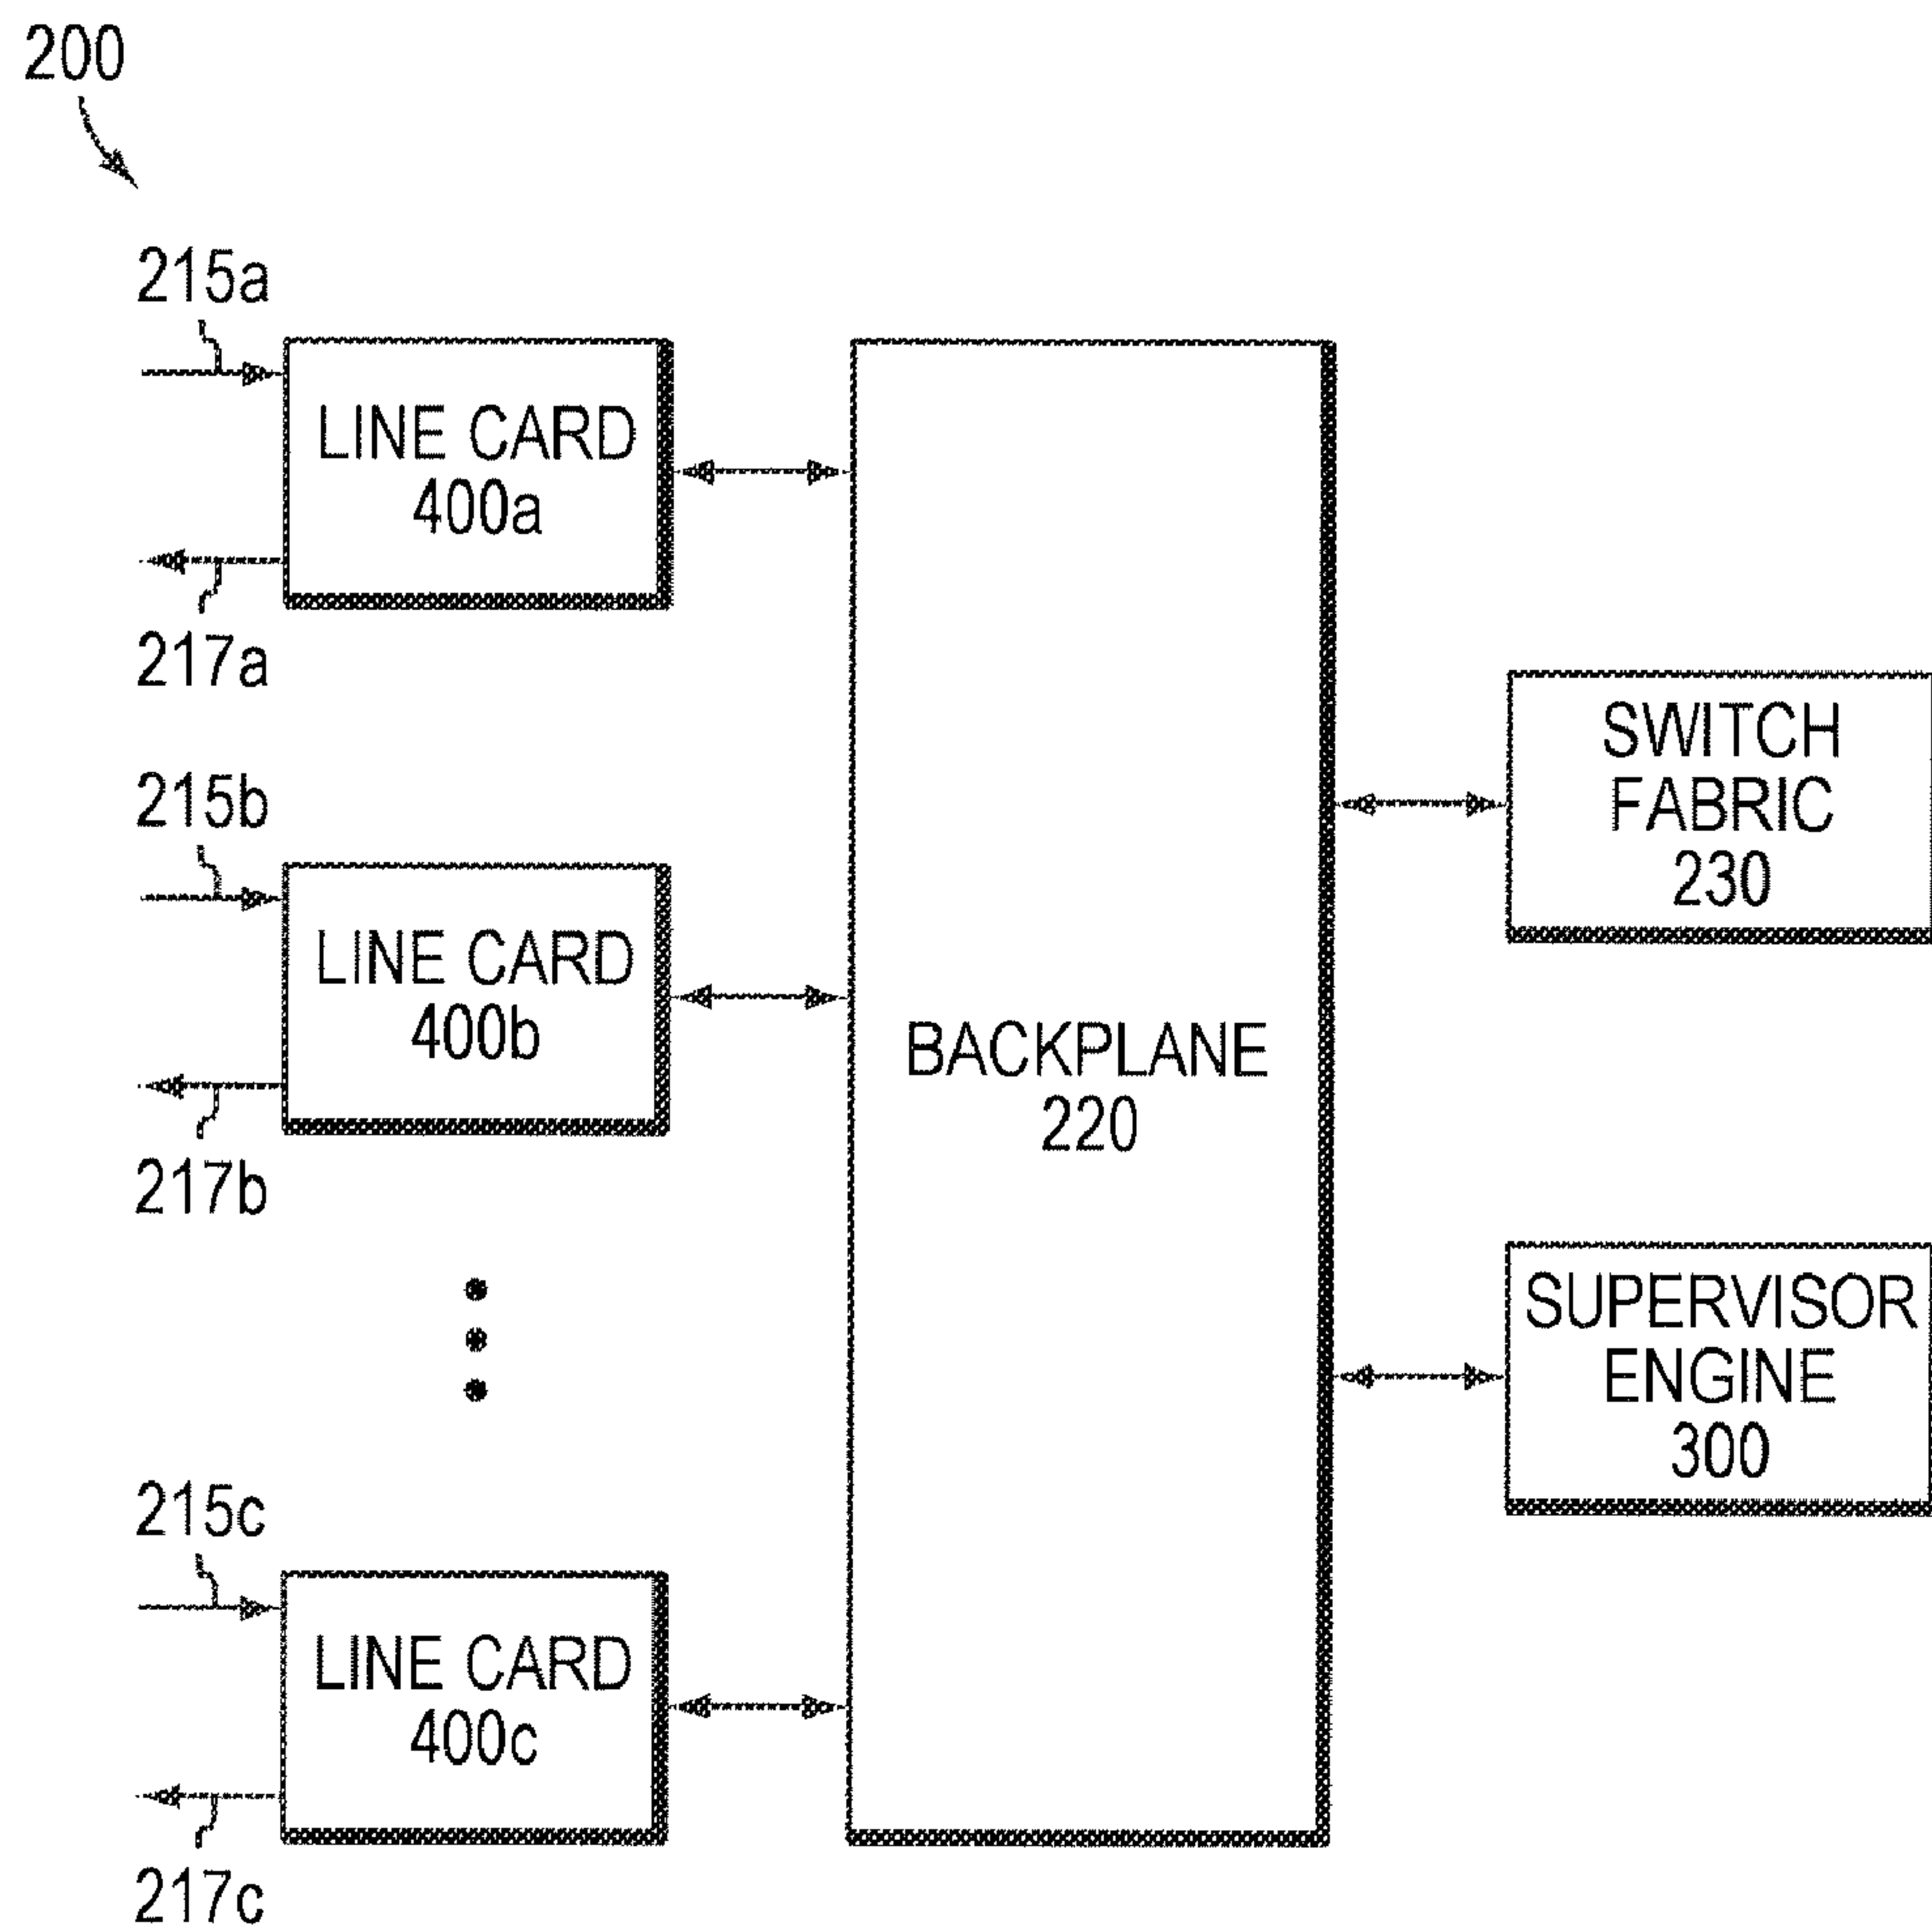 200
215a
LINE CARD
400a
217a
215b
LINE CARD
400b
217b
215c
LINE CARD
400c
217c
BACKPLANE
220
SWITCH
FABRIC
230
SUPERVISOR
ENGINE
300